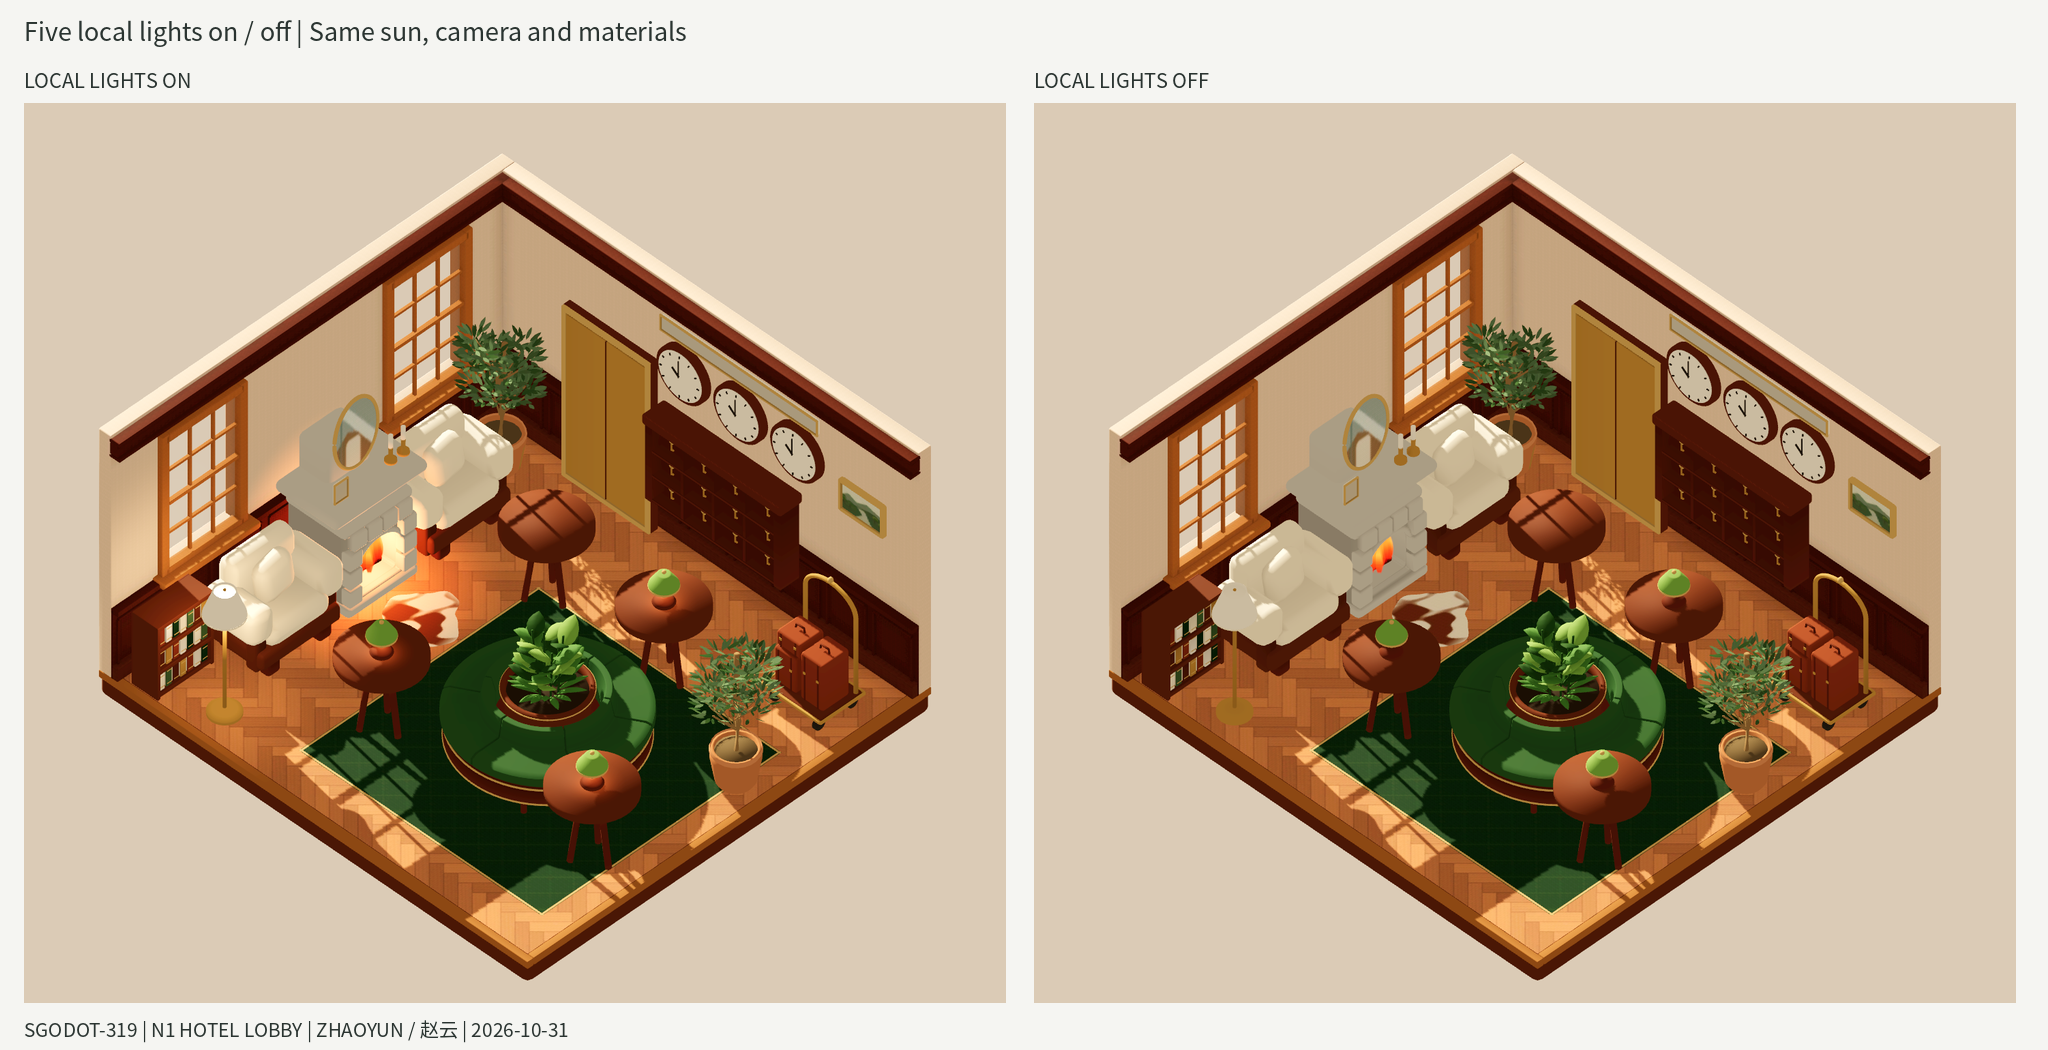 Five local lights on / off | Same sun, camera and materials
LOCAL LIGHTS ON
LOCAL LIGHTS OFF
SGODOT-319 | N1 HOTEL LOBBY | ZHAOYUN / 赵云 | 2026-10-31